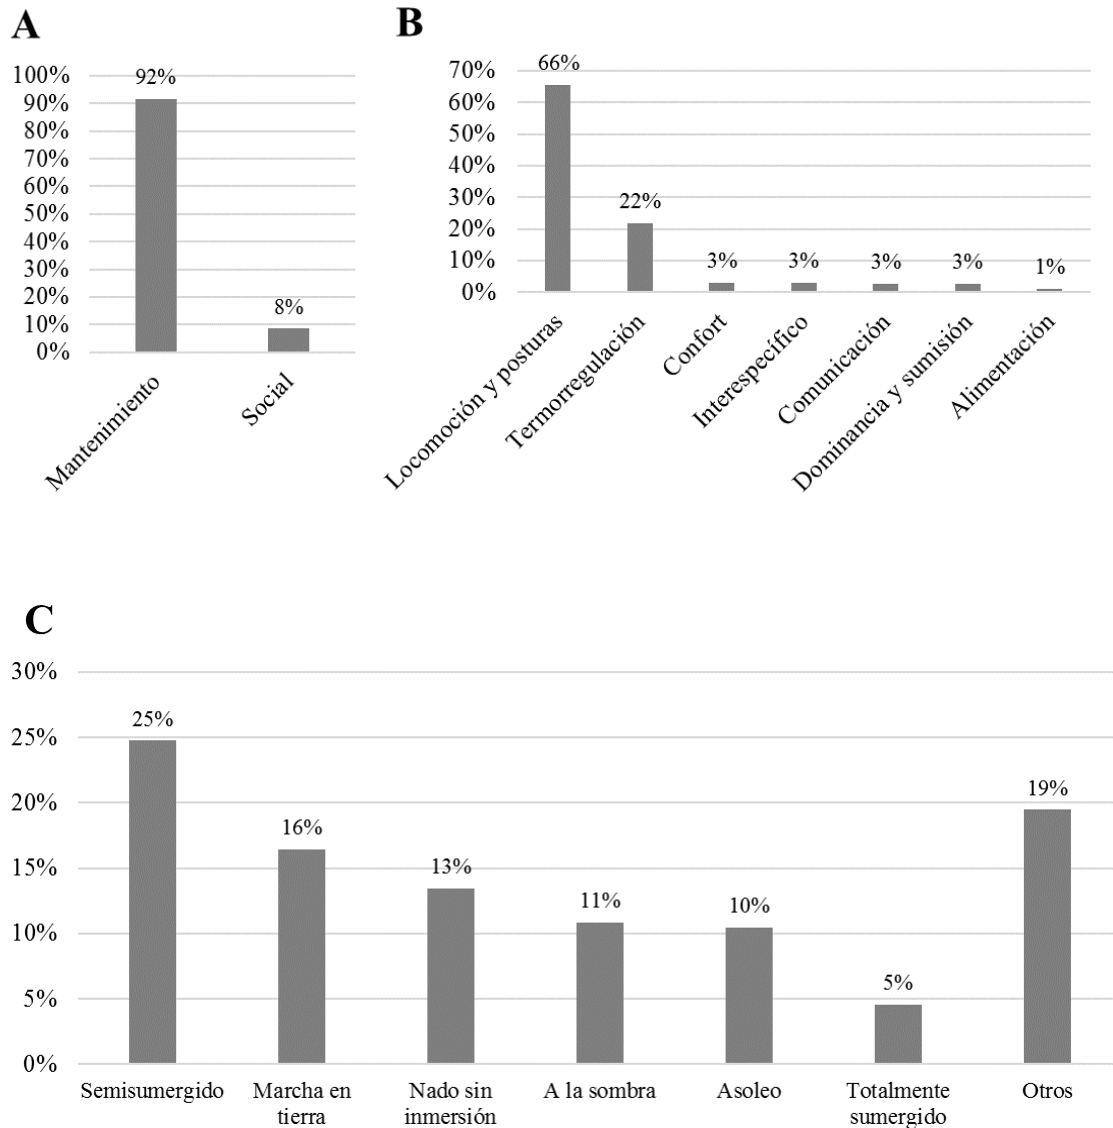 A
100%
90%
80%
70%
60%
50%
40%
30%
20%
10%
0%
92%
8%
Mantenimiento
Social
B
70%
60%
50%
40%
30%
20%
10%
0%
66%
22%
3%
3%
3%
3%
1%
Locomoción y posturas
Termorregulación
Confort
Interespecífico
Comunicación
Dominancia y sumisión
Alimentación
C
30%
25%
20%
15%
10%
5%
0%
25%
16%
13%
11%
10%
5%
19%
Semisumergido
Marcha en
tierra
Nado sin
inmersión
A la sombra
Asoleo
Totalmente
sumergido
Otros